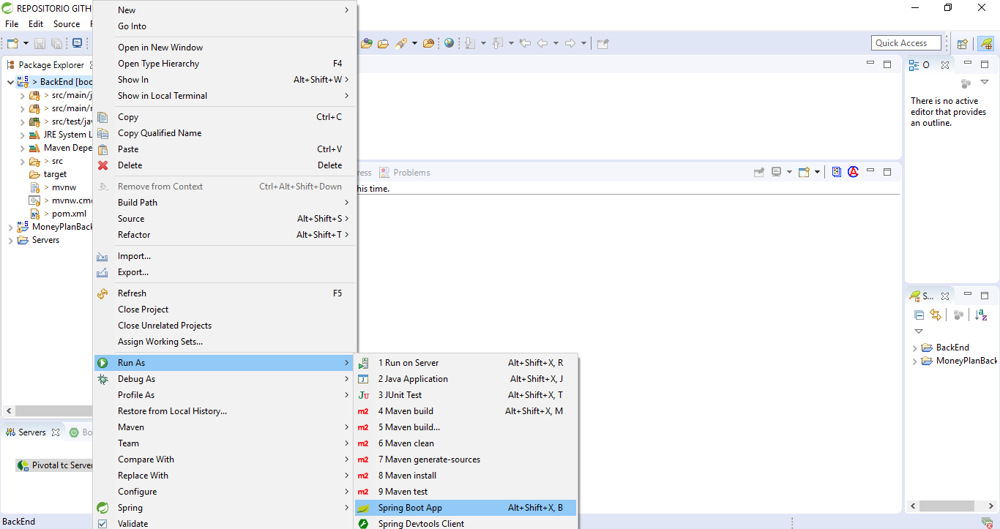 REPOSITORIO GITH
File Edit Source
Quick Access
Package Explorer
> BackEnd [boo
> src/main/j
> src/main/r
> src/test/jav
JRE System L
Maven Depe
> src
target
> mvnw
> mvnw.cmd
> pom.xml
MoneyPlanBack
Servers
Servers
Bo
Pivotal tc Server
BackEnd
New
Go Into
Open in New Window
Open Type Hierarchy F4
Show In Alt+Shift+W
Show in Local Terminal
Copy Ctrl+C
Copy Qualified Name
Paste Ctrl+V
Delete Delete
Remove from Context Ctrl+Alt+Shift+Down
Build Path
Source Alt+Shift+S
Refactor Alt+Shift+T
Import...
Export...
Refresh F5
Close Project
Close Unrelated Projects
Assign Working Sets...
Run As
Debug As
Profile As
Restore from Local History...
Maven
Team
Compare With
Replace With
Configure
Spring
Validate
1 Run on Server Alt+Shift+X, R
2 Java Application Alt+Shift+X, J
3 JUnit Test Alt+Shift+X, T
4 Maven build Alt+Shift+X, M
5 Maven build...
6 Maven clean
7 Maven generate-sources
8 Maven install
9 Maven test
Spring Boot App Alt+Shift+X, B
Spring Devtools Client
ress Problems
his time.
O
There is no active
editor that provides
an outline.
S...
BackEnd
MoneyPlanBack